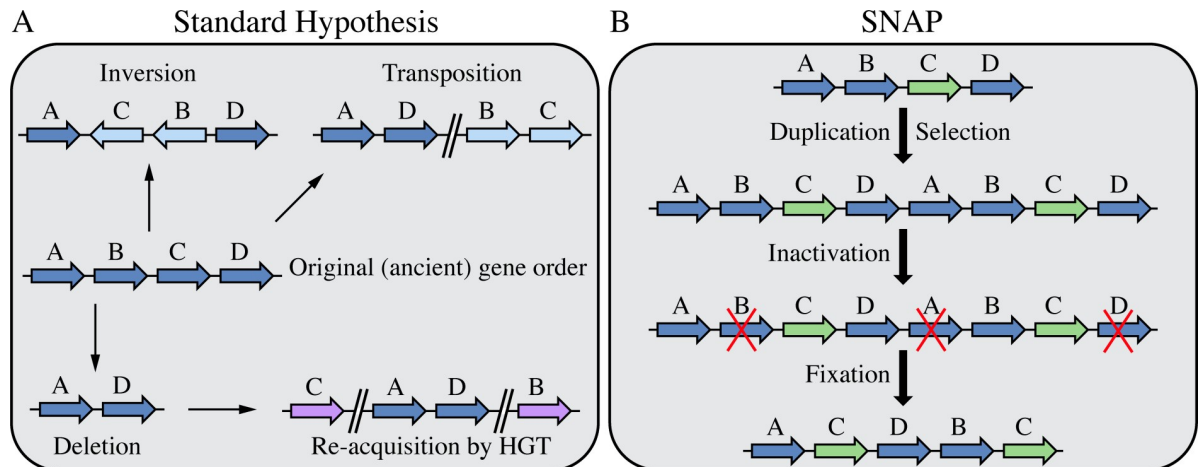 A Standard Hypothesis
Inversion
Transposition
A C B D
A D B C
A B C D
Original (ancient) gene order
A D
Deletion
C A D B
Re-acquisition by HGT
B SNAP
A B C D
Duplication Selection
A B C D A B C D
Inactivation
A B C D A B C D
Fixation
A C D B C